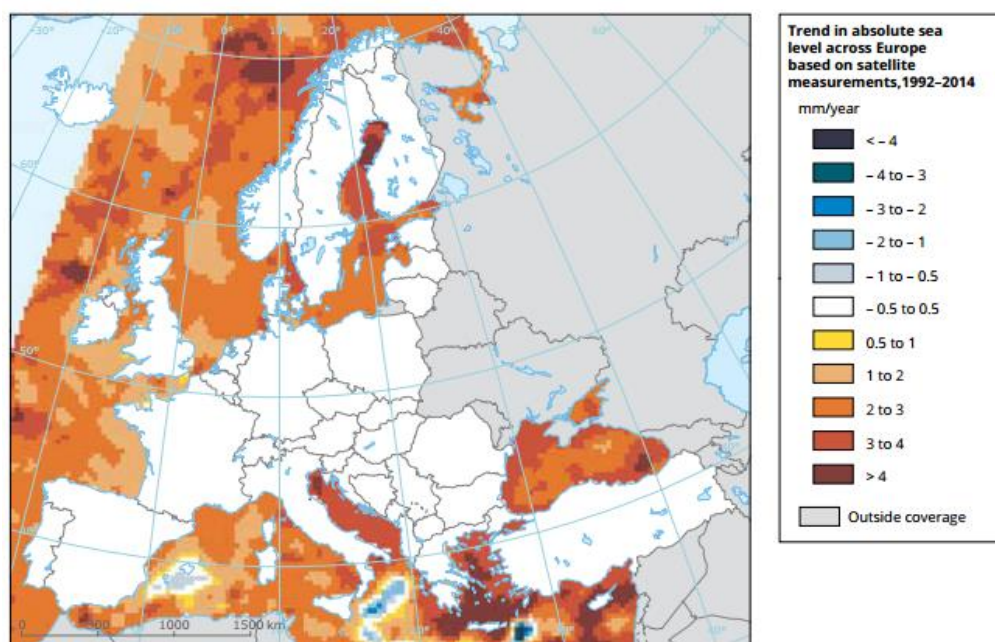 -30°
-20°
-10°
0°
10°
20°
30°
40°
50°
60°
70°
60°
50°
40°
0 500 1000 1500 km
Trend in absolute sea
level across Europe
based on satellite
measurements,1992–2014
mm/year
< – 4
– 4 to – 3
– 3 to – 2
– 2 to – 1
– 1 to – 0.5
– 0.5 to 0.5
0.5 to 1
1 to 2
2 to 3
3 to 4
> 4
Outside coverage